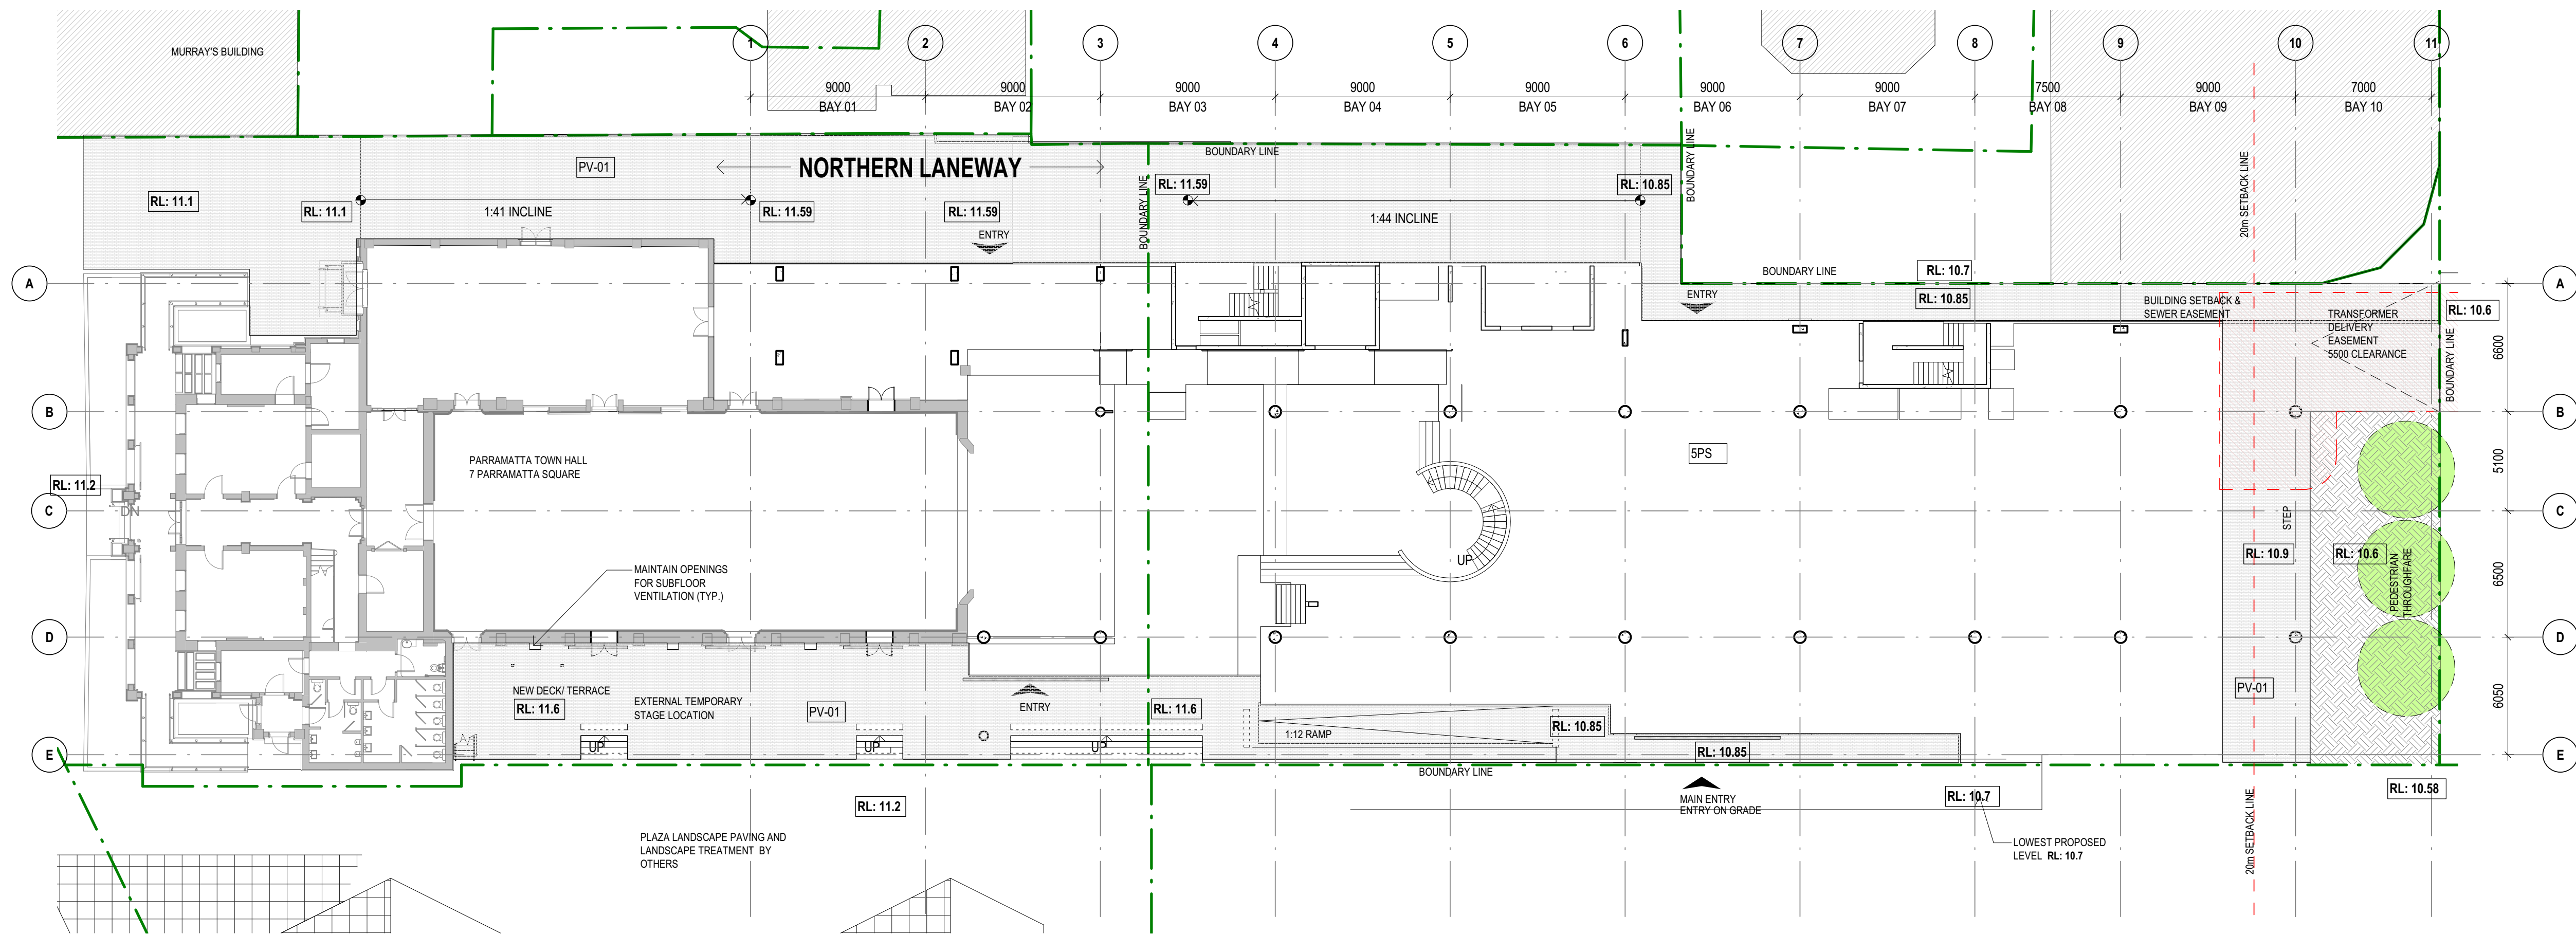 MURRAY'S BUILDING
1
2
3
4
5
6
7
8
9
10
11
9000
9000
9000
9000
9000
9000
9000
7500
9000
7000
BAY 01
BAY 02
BAY 03
BAY 04
BAY 05
BAY 06
BAY 07
BAY 08
BAY 09
BAY 10
PV-01
NORTHERN LANEWAY
BOUNDARY LINE
BOUNDARY LINE
BOUNDARY LINE
20m SETBACK LINE
RL: 11.1
RL: 11.1
1:41 INCLINE
RL: 11.59
RL: 11.59
ENTRY
RL: 11.59
1:44 INCLINE
RL: 10.85
A
BOUNDARY LINE
RL: 10.7
A
ENTRY
RL: 10.85
BUILDING SETBACK &
SEWER EASEMENT
TRANSFORMER
DELIVERY
EASEMENT
5500 CLEARANCE
RL: 10.6
BOUNDARY LINE
6600
B
B
PARRAMATTA TOWN HALL
7 PARRAMATTA SQUARE
5PS
5100
RL: 11.2
C
DN
STEP
C
UP
RL: 10.9
RL: 10.6
PEDESTRIAN
THROUGHFARE
6500
MAINTAIN OPENINGS
FOR SUBFLOOR
VENTILATION (TYP.)
D
D
NEW DECK/ TERRACE
RL: 11.6
EXTERNAL TEMPORARY
STAGE LOCATION
PV-01
ENTRY
RL: 11.6
1:12 RAMP
RL: 10.85
RL: 10.85
PV-01
6050
E
UP
UP
UP
E
BOUNDARY LINE
RL: 11.2
MAIN ENTRY
ENTRY ON GRADE
RL: 10.7
RL: 10.58
20m SETBACK LINE
PLAZA LANDSCAPE PAVING AND
LANDSCAPE TREATMENT BY
OTHERS
LOWEST PROPOSED
LEVEL RL: 10.7